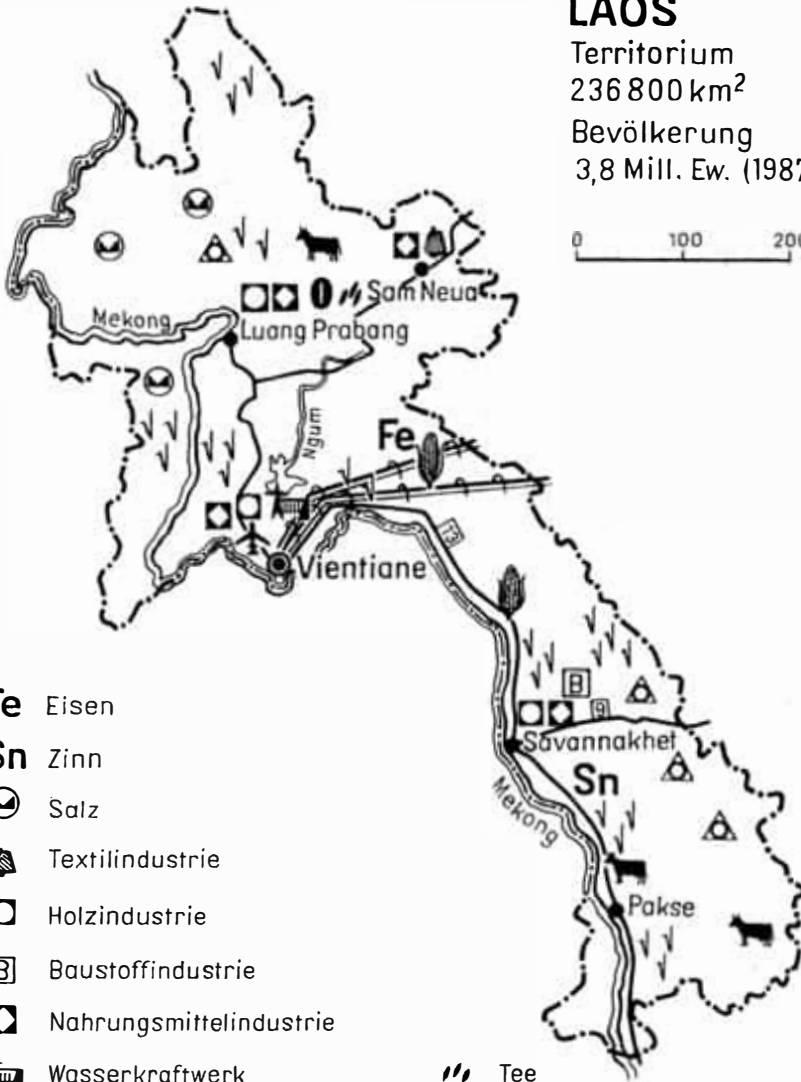 LAOS
Territorium
236 800 km²
Bevölkerung
3,8 Mill. Ew. (1987
0 100 200
Sam Neua
Mekong
Luang Prabang
Ngum
Fe
13
Vientiane
B
9
Savannakhet
Sn
Mekong
Pakse
Fe Eisen
Sn Zinn
Salz
Textilindustrie
Holzindustrie
B Baustoffindustrie
Nahrungsmittelindustrie
Wasserkraftwerk
Tee